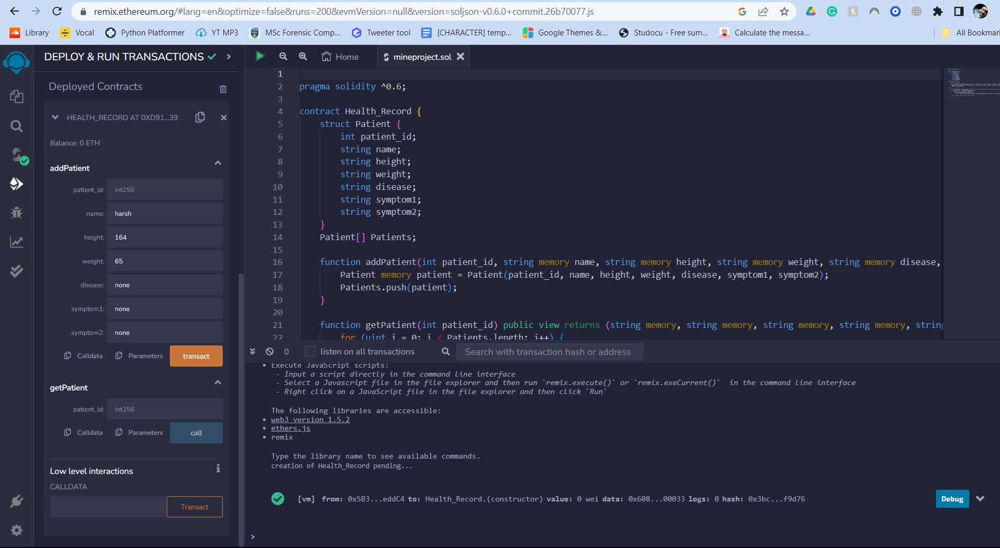 remix.ethereum.org/#lang=en&optimize=false&runs=200&evmVersion=null&version=soljson-v0.6.0+commit.26b70077.js
Library Vocal Python Platformer YT MP3 MSc Forensic Comp... Tweeter tool [CHARACTER] temp... Google Themes &... Studocu - Free sum... Calculate the messa... All Bookmar
DEPLOY & RUN TRANSACTIONS
Deployed Contracts
HEALTH_RECORD AT 0XD91...39
Balance: 0 ETH
addPatient
patient_id: int256
name: harsh
height: 164
weight: 65
disease: none
symptom1: none
symptom2: none
Calldata Parameters transact
getPatient
patient_id: int256
Calldata Parameters call
Low level interactions
CALLDATA
Transact
Home mineproject.sol
1
2 pragma solidity ^0.6;
3
4 contract Health_Record {
5 struct Patient {
6 int patient_id;
7 string name;
8 string height;
9 string weight;
10 string disease;
11 string symptom1;
12 string symptom2;
13 }
14 Patient[] Patients;
15
16 function addPatient(int patient_id, string memory name, string memory height, string memory weight, string memory disease,
17 Patient memory patient = Patient(patient_id, name, height, weight, disease, symptom1, symptom2);
18 Patients.push(patient);
19 }
20
21 function getPatient(int patient_id) public view returns (string memory, string memory, string memory, string memory, string
22 for (uint i = 0; i < Patients.length; i++) {
0 listen on all transactions Search with transaction hash or address
• Execute JavaScript scripts:
- Input a script directly in the command line interface
- Select a Javascript file in the file explorer and then run `remix.execute()` or `remix.exeCurrent()` in the command line interface
- Right click on a JavaScript file in the file explorer and then click `Run`
The following libraries are accessible:
• web3 version 1.5.2
• ethers.js
• remix
Type the library name to see available commands.
creation of Health_Record pending...
[vm] from: 0x5B3...eddC4 to: Health_Record.(constructor) value: 0 wei data: 0x608...00033 logs: 0 hash: 0x3bc...f9d76 Debug
>